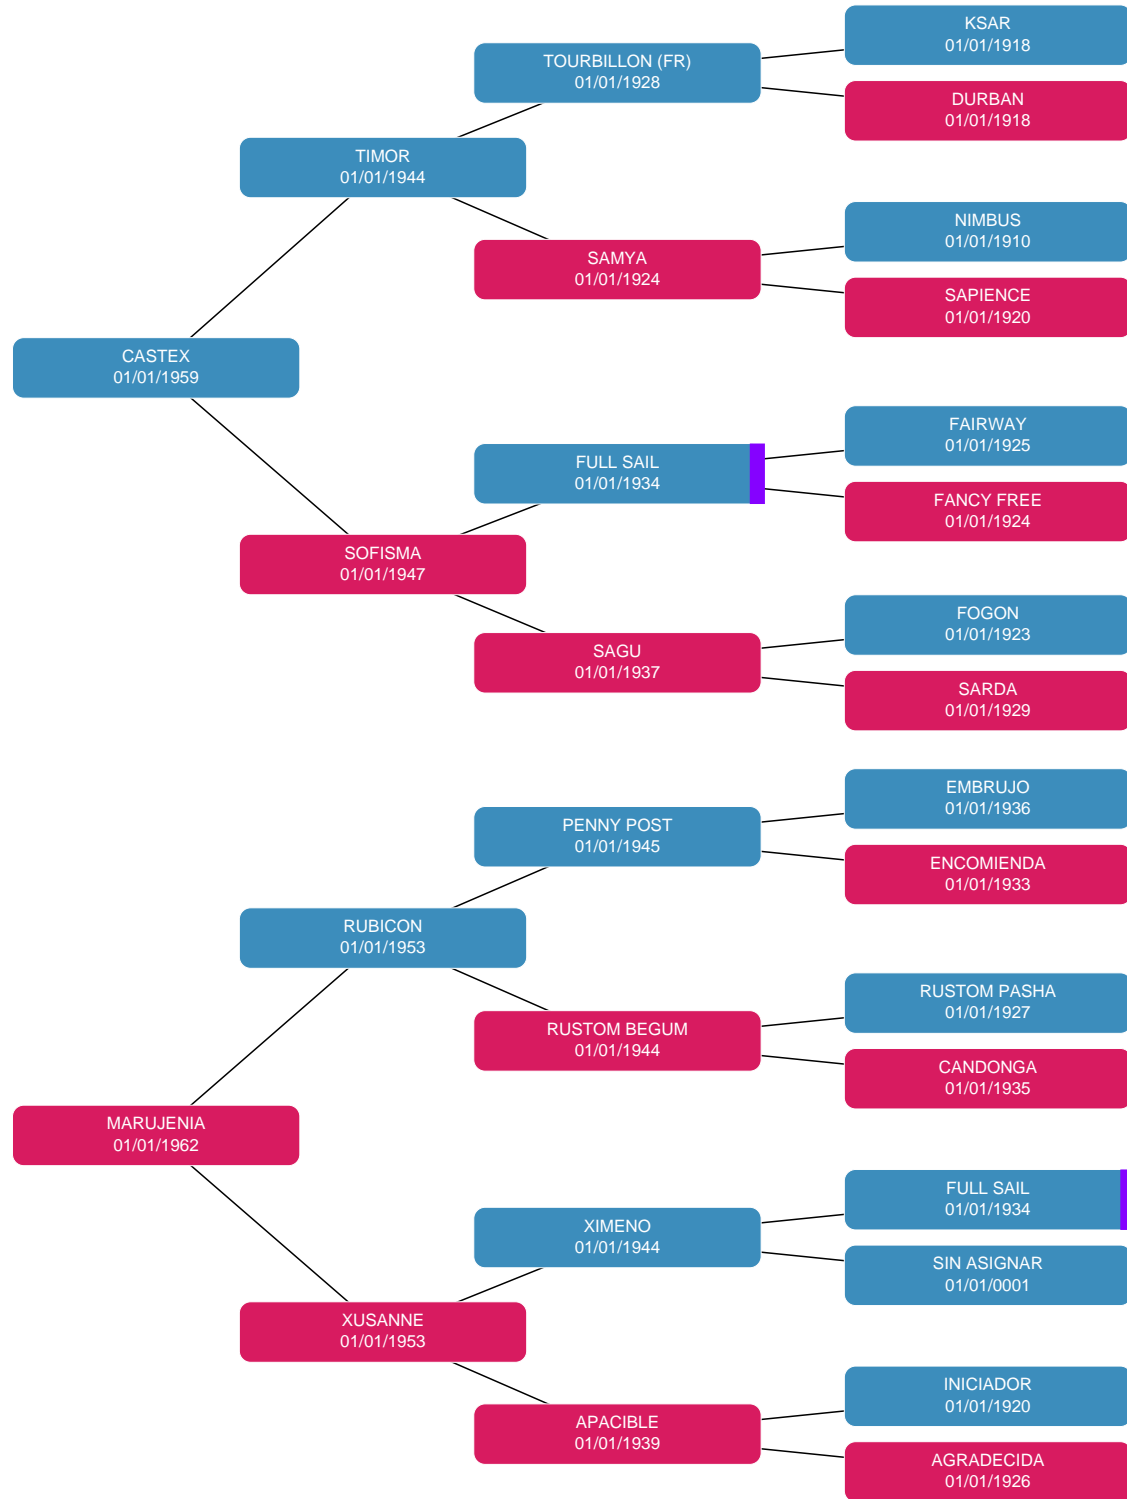 KSAR
01/01/1918
TOURBILLON (FR)
01/01/1928
DURBAN
01/01/1918
TIMOR
01/01/1944
NIMBUS
01/01/1910
SAMYA
01/01/1924
SAPIENCE
01/01/1920
CASTEX
01/01/1959
FAIRWAY
01/01/1925
FULL SAIL
01/01/1934
FANCY FREE
01/01/1924
SOFISMA
01/01/1947
FOGON
01/01/1923
SAGU
01/01/1937
SARDA
01/01/1929
EMBRUJO
01/01/1936
PENNY POST
01/01/1945
ENCOMIENDA
01/01/1933
RUBICON
01/01/1953
RUSTOM PASHA
01/01/1927
RUSTOM BEGUM
01/01/1944
CANDONGA
01/01/1935
MARUJENIA
01/01/1962
FULL SAIL
01/01/1934
XIMENO
01/01/1944
SIN ASIGNAR
01/01/0001
XUSANNE
01/01/1953
INICIADOR
01/01/1920
APACIBLE
01/01/1939
AGRADECIDA
01/01/1926